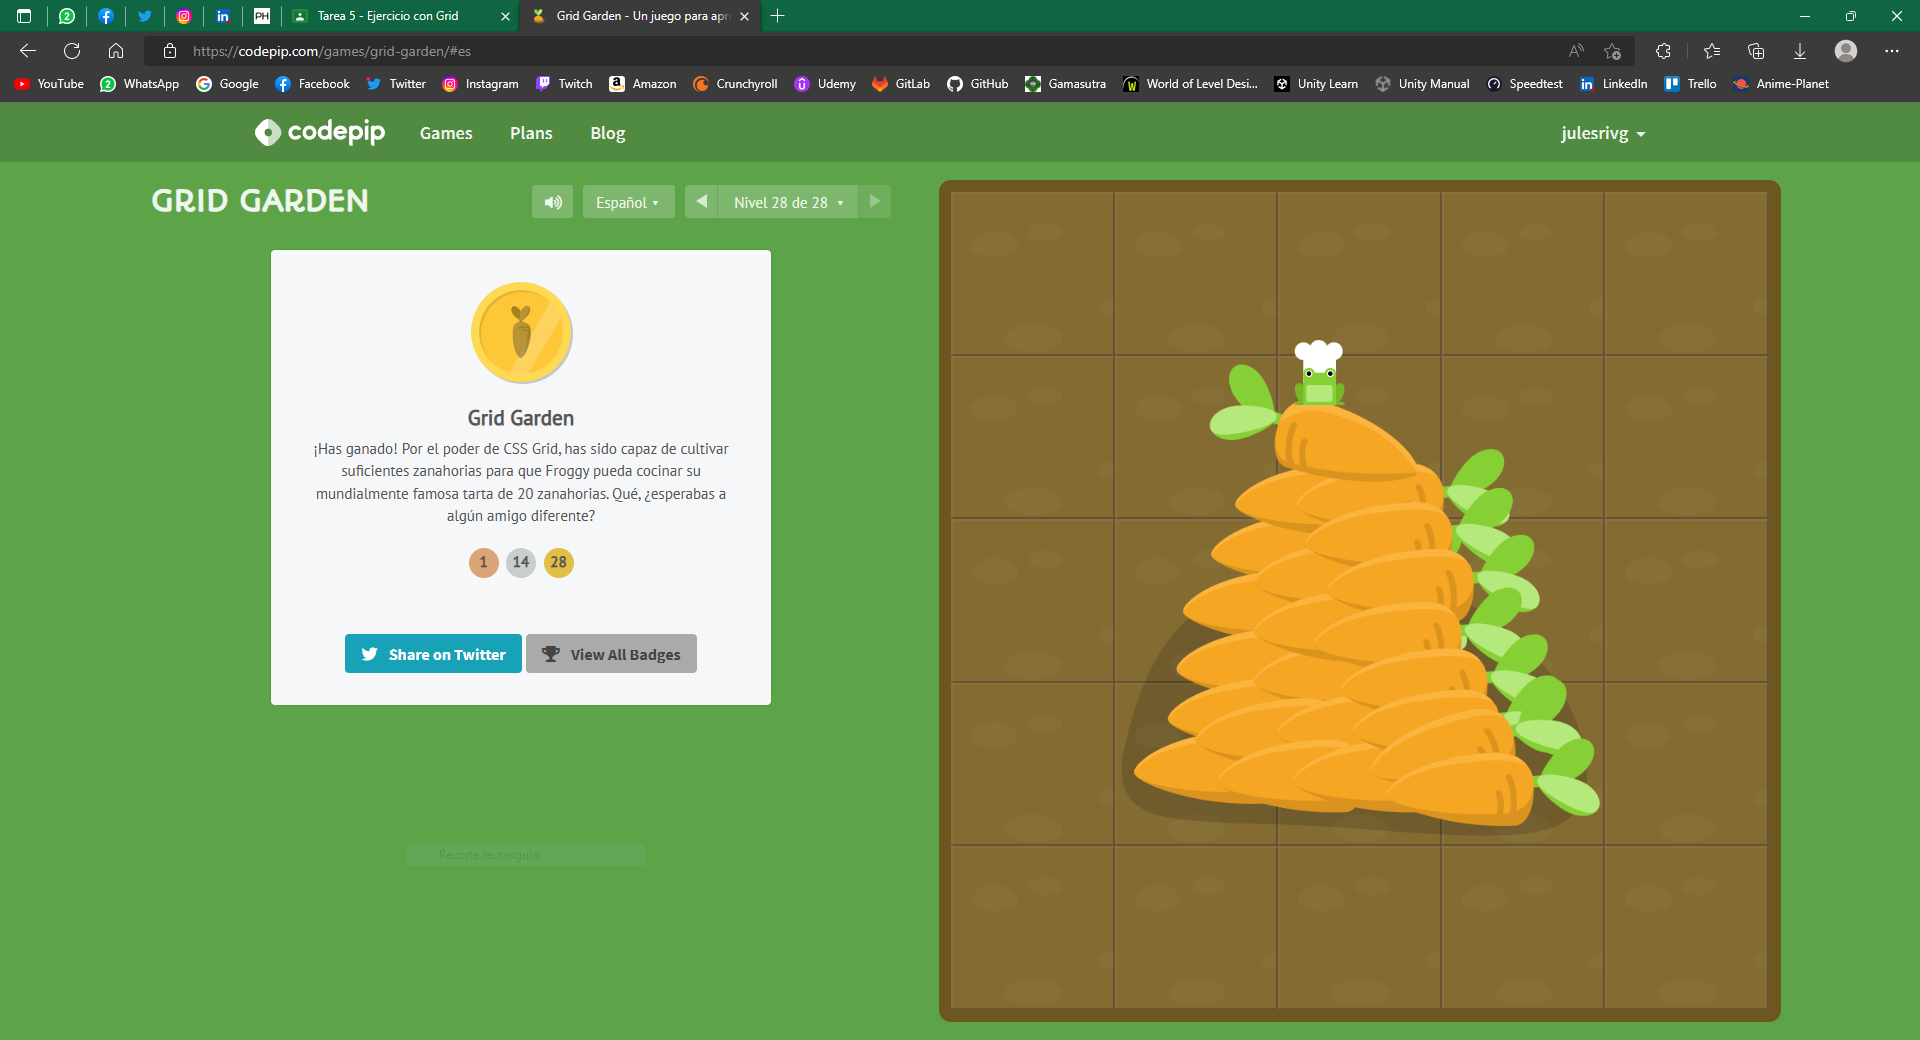 2
PH
Tarea 5 - Ejercicio con Grid
Grid Garden - Un juego para apr
https://codepip.com/games/grid-garden/#es
YouTube
2
WhatsApp
Google
Facebook
Twitter
Instagram
Twitch
Amazon
Crunchyroll
Udemy
GitLab
GitHub
Gamasutra
World of Level Desi...
Unity Learn
Unity Manual
Speedtest
LinkedIn
Trello
Anime-Planet
codepip
Games
Plans
Blog
julesrivg
GRID GARDEN
Español
Nivel 28 de 28
Grid Garden
¡Has ganado! Por el poder de CSS Grid, has sido capaz de cultivar
suficientes zanahorias para que Froggy pueda cocinar su
mundialmente famosa tarta de 20 zanahorias. Qué, ¿esperabas a
algún amigo diferente?
1
14
28
Share on Twitter
View All Badges
Recorte rectangular